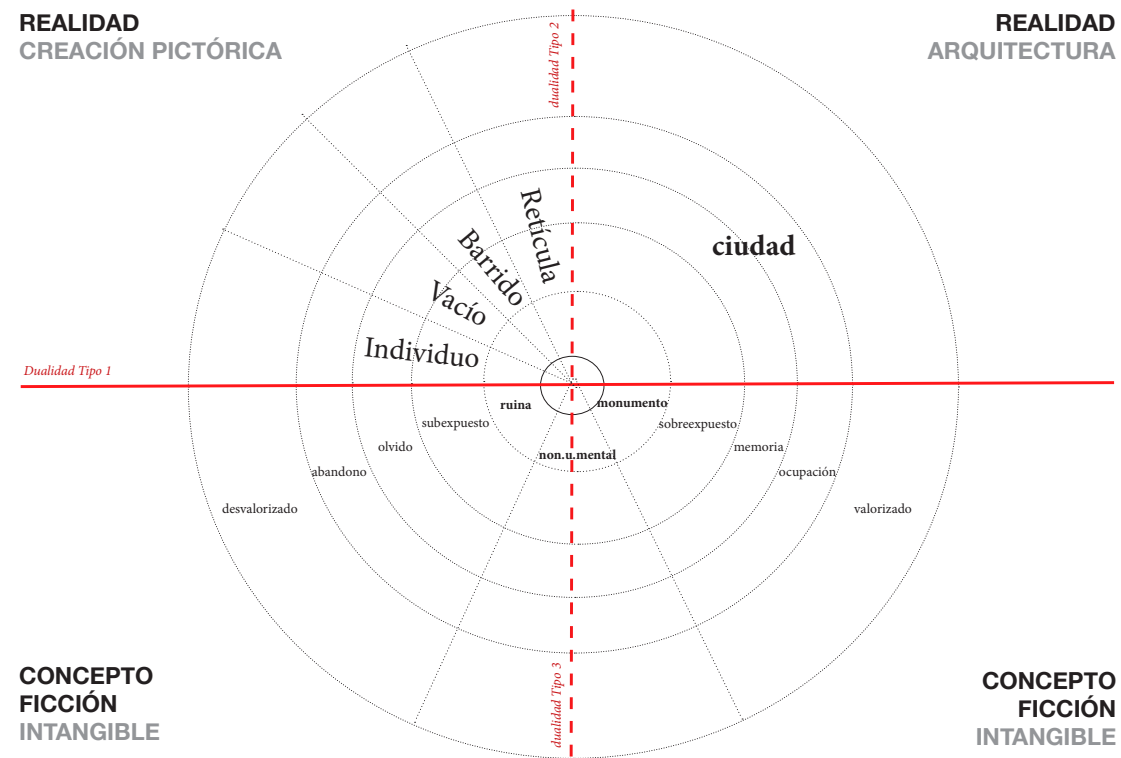 REALIDAD
CREACIÓN PICTÓRICA
REALIDAD
ARQUITECTURA
dualidad Tipo 2
Retícula
Barrido
Vacío
Individuo
ciudad
Dualidad Tipo 1
ruina
monumento
subexpuesto
sobreexpuesto
olvido
non.u.mental
memoria
abandono
ocupación
desvalorizado
valorizado
dualidad Tipo 3
CONCEPTO
FICCIÓN
INTANGIBLE
CONCEPTO
FICCIÓN
INTANGIBLE